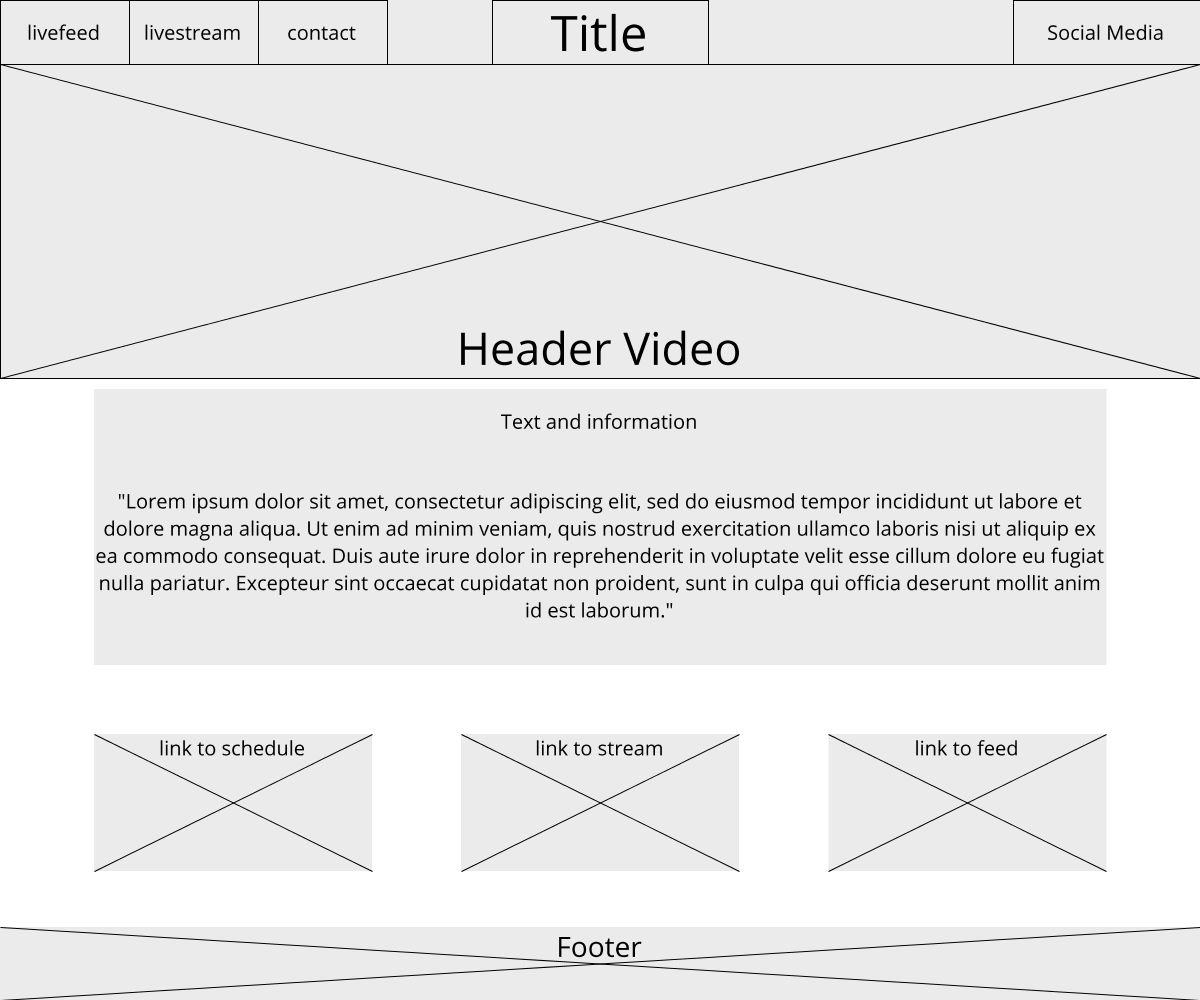 livefeed
livestream
contact
Title
Social Media
Header Video
Text and information
"Lorem ipsum dolor sit amet, consectetur adipiscing elit, sed do eiusmod tempor incididunt ut labore et
dolore magna aliqua. Ut enim ad minim veniam, quis nostrud exercitation ullamco laboris nisi ut aliquip ex
ea commodo consequat. Duis aute irure dolor in reprehenderit in voluptate velit esse cillum dolore eu fugiat
nulla pariatur. Excepteur sint occaecat cupidatat non proident, sunt in culpa qui officia deserunt mollit anim
id est laborum."
link to schedule
link to stream
link to feed
Footer